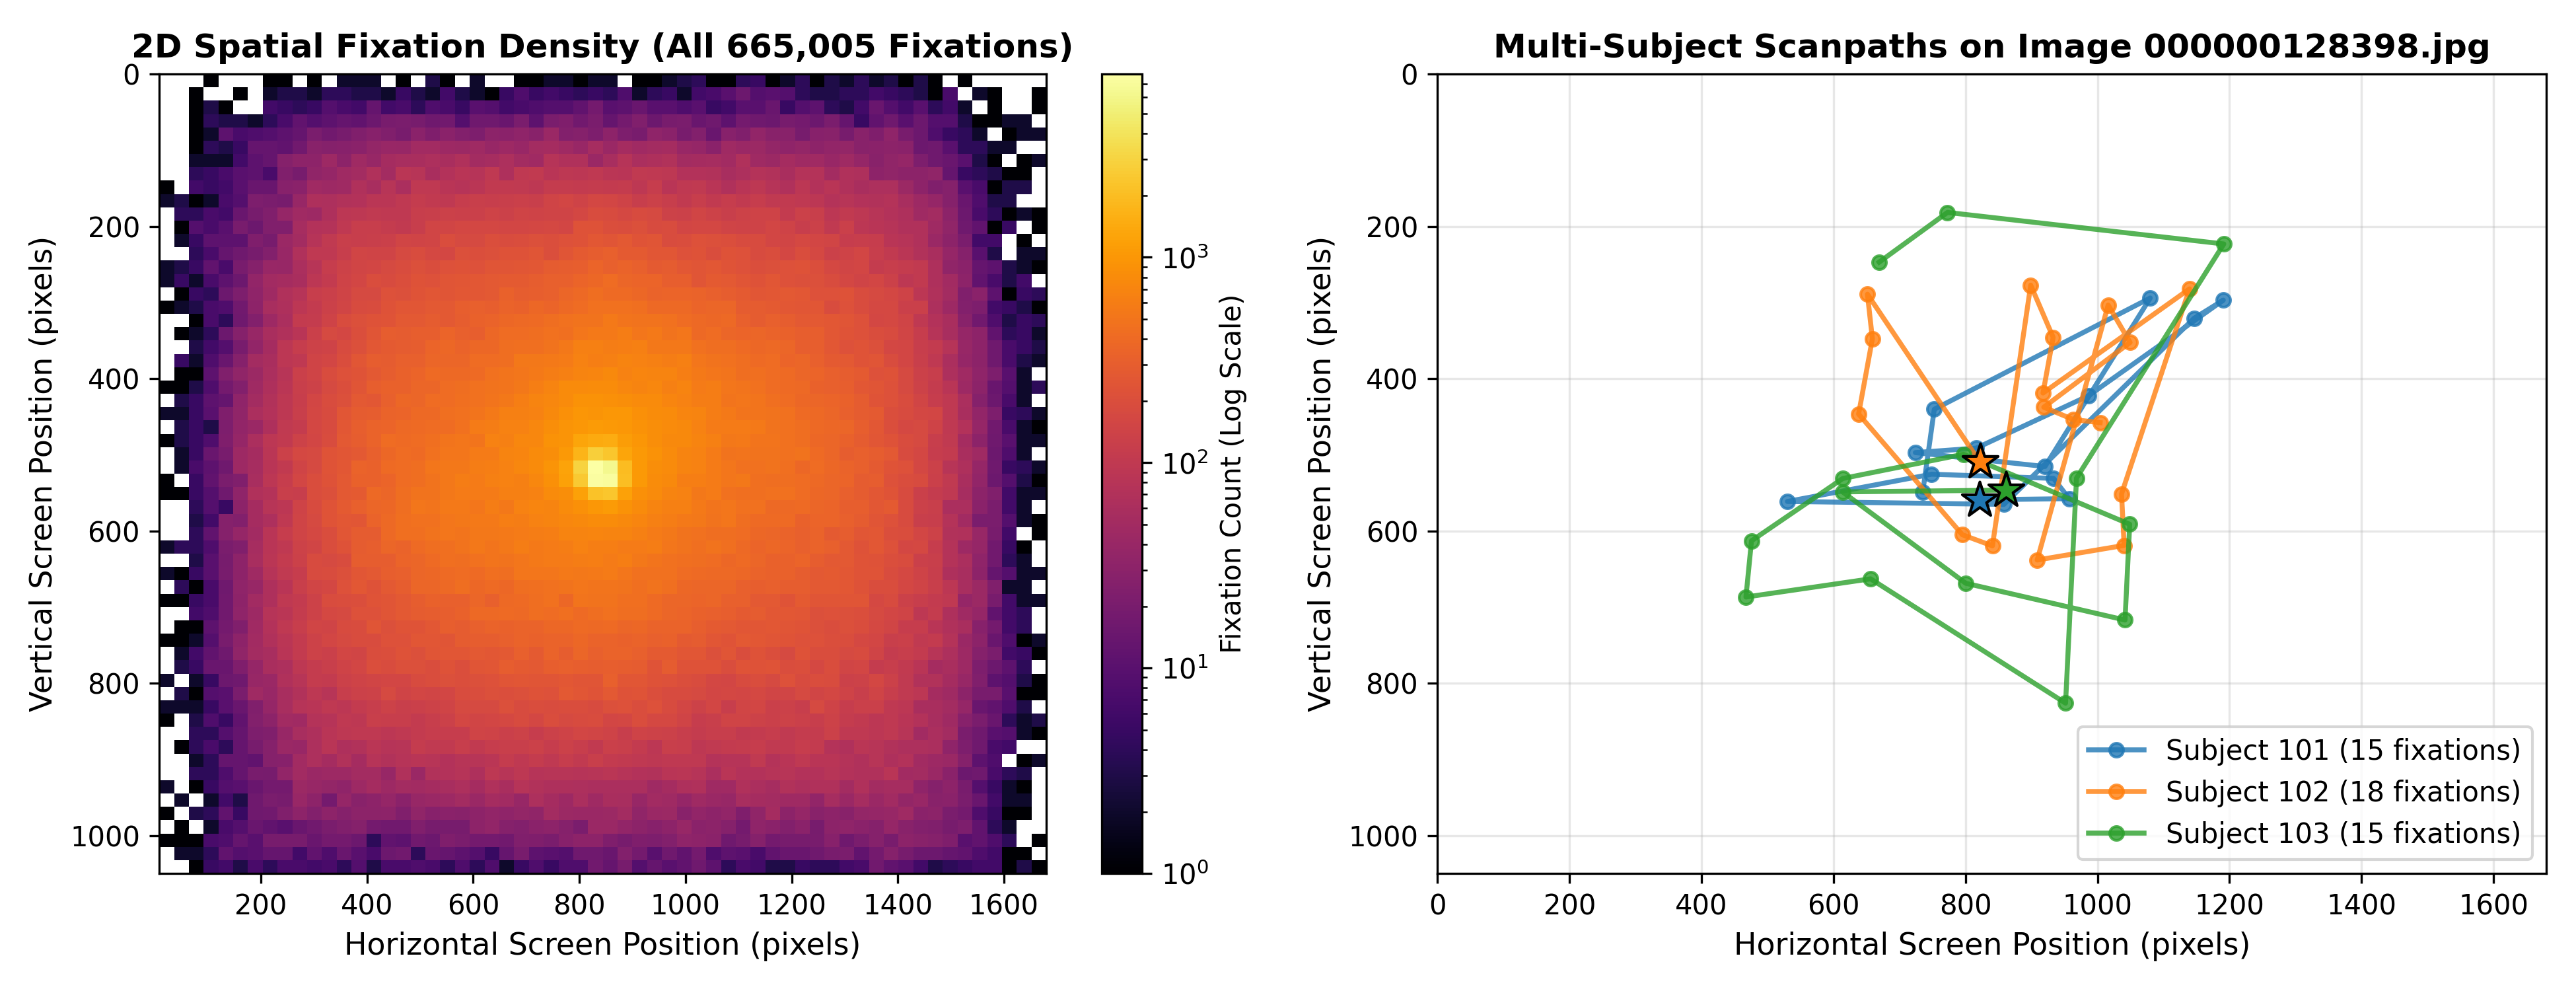 2D Spatial Fixation Density (All 665,005 Fixations)
0
200
400
600
800
1000
Vertical Screen Position (pixels)
200 400 600 800 1000 1200 1400 1600
Horizontal Screen Position (pixels)
10³
10²
10¹
10⁰
Fixation Count (Log Scale)
Multi-Subject Scanpaths on Image 000000128398.jpg
0
200
400
600
800
1000
Vertical Screen Position (pixels)
0 200 400 600 800 1000 1200 1400 1600
Horizontal Screen Position (pixels)
Subject 101 (15 fixations)
Subject 102 (18 fixations)
Subject 103 (15 fixations)